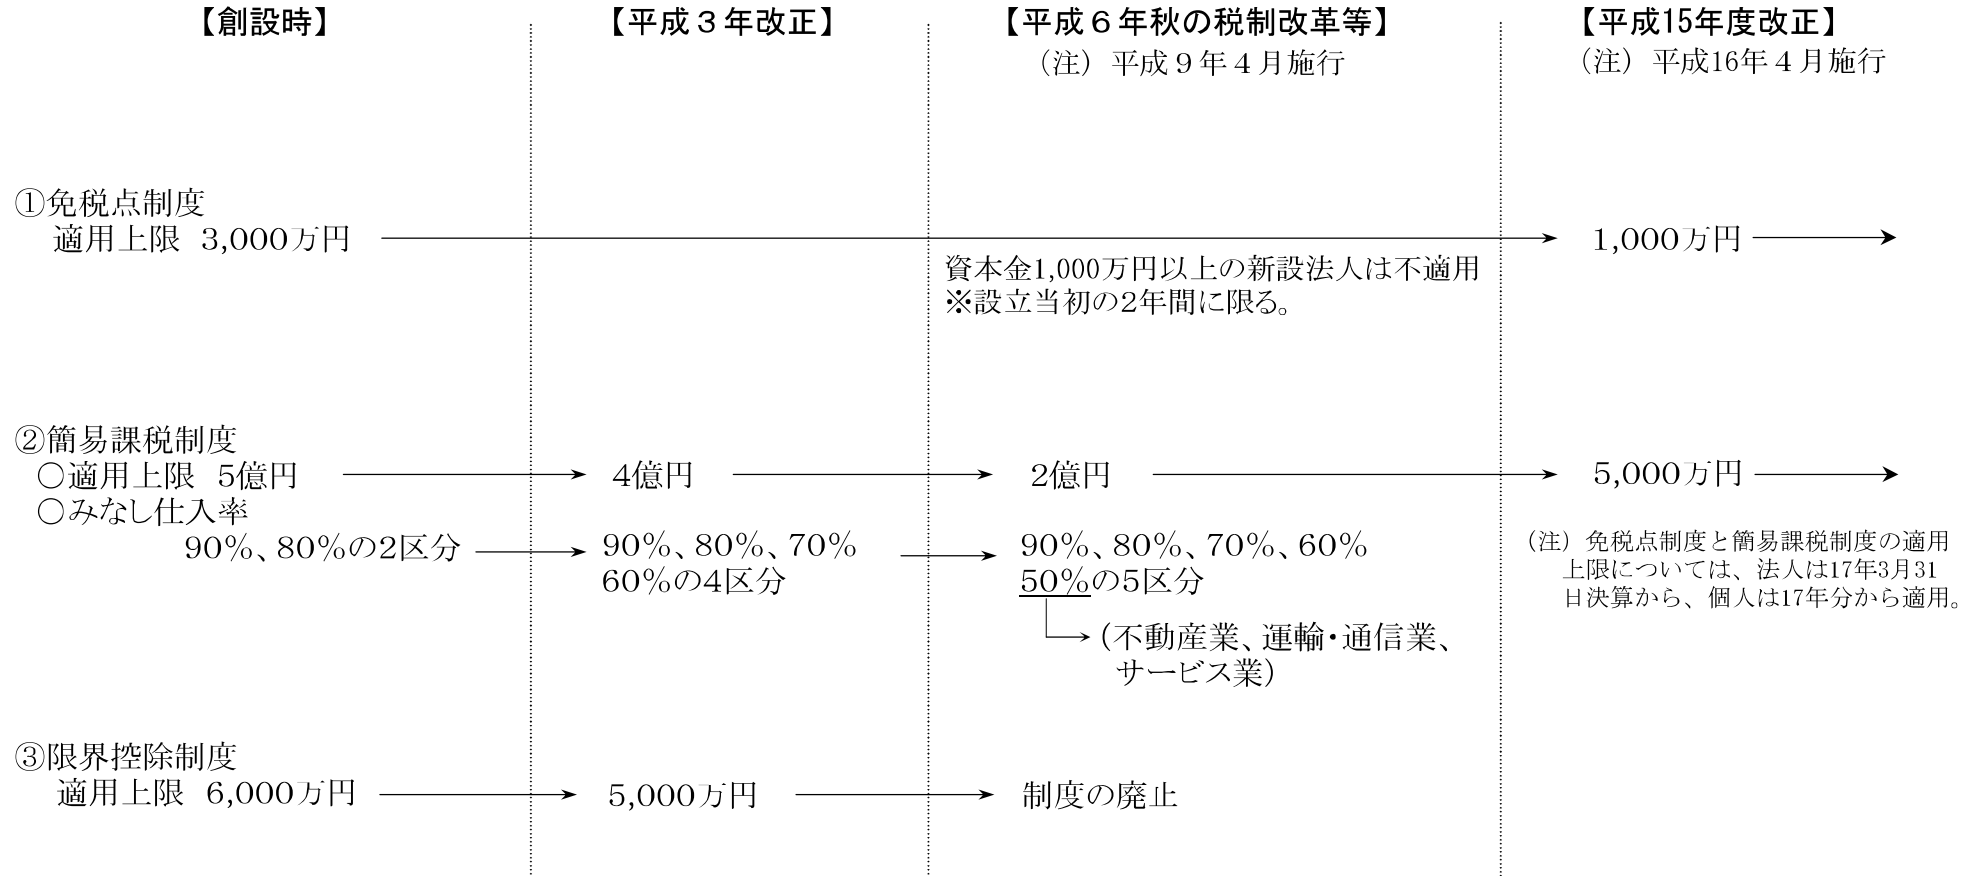 【創設時】
【平成３年改正】
【平成６年秋の税制改革等】
（注）平成９年４月施行
【平成15年度改正】
（注）平成16年４月施行
①免税点制度
適用上限 3,000万円
1,000万円
資本金1,000万円以上の新設法人は不適用
※設立当初の2年間に限る。
②簡易課税制度
○適用上限 5億円
4億円
2億円
5,000万円
○みなし仕入率
90％、80％の2区分
90％、80％、70％
60％の4区分
90％、80％、70％、60％
50％の5区分
（不動産業、運輸・通信業、
サービス業）
（注）免税点制度と簡易課税制度の適用
上限については、法人は17年3月31
日決算から、個人は17年分から適用。
③限界控除制度
適用上限 6,000万円
5,000万円
制度の廃止